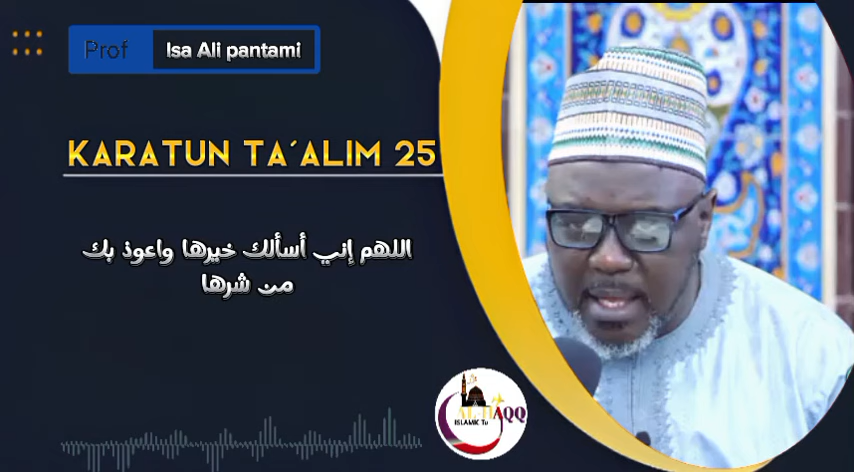 Prof Isa Ali pantami
KARATUN TA'ALIM 25
اللهم إني أسألك خيرها واعوذ بك
من شرها
AL HAQQ
ISLAMIK Tv